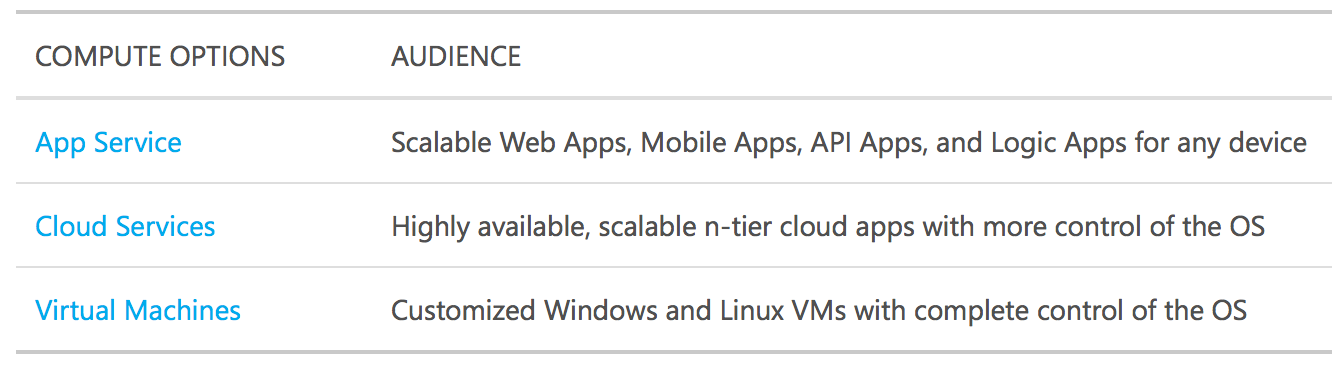 COMPUTE OPTIONS AUDIENCE
App Service Scalable Web Apps, Mobile Apps, API Apps, and Logic Apps for any device
Cloud Services Highly available, scalable n-tier cloud apps with more control of the OS
Virtual Machines Customized Windows and Linux VMs with complete control of the OS